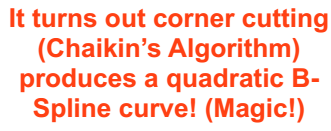 It turns out corner cutting
(Chaikin’s Algorithm)
produces a quadratic B-
Spline curve! (Magic!)